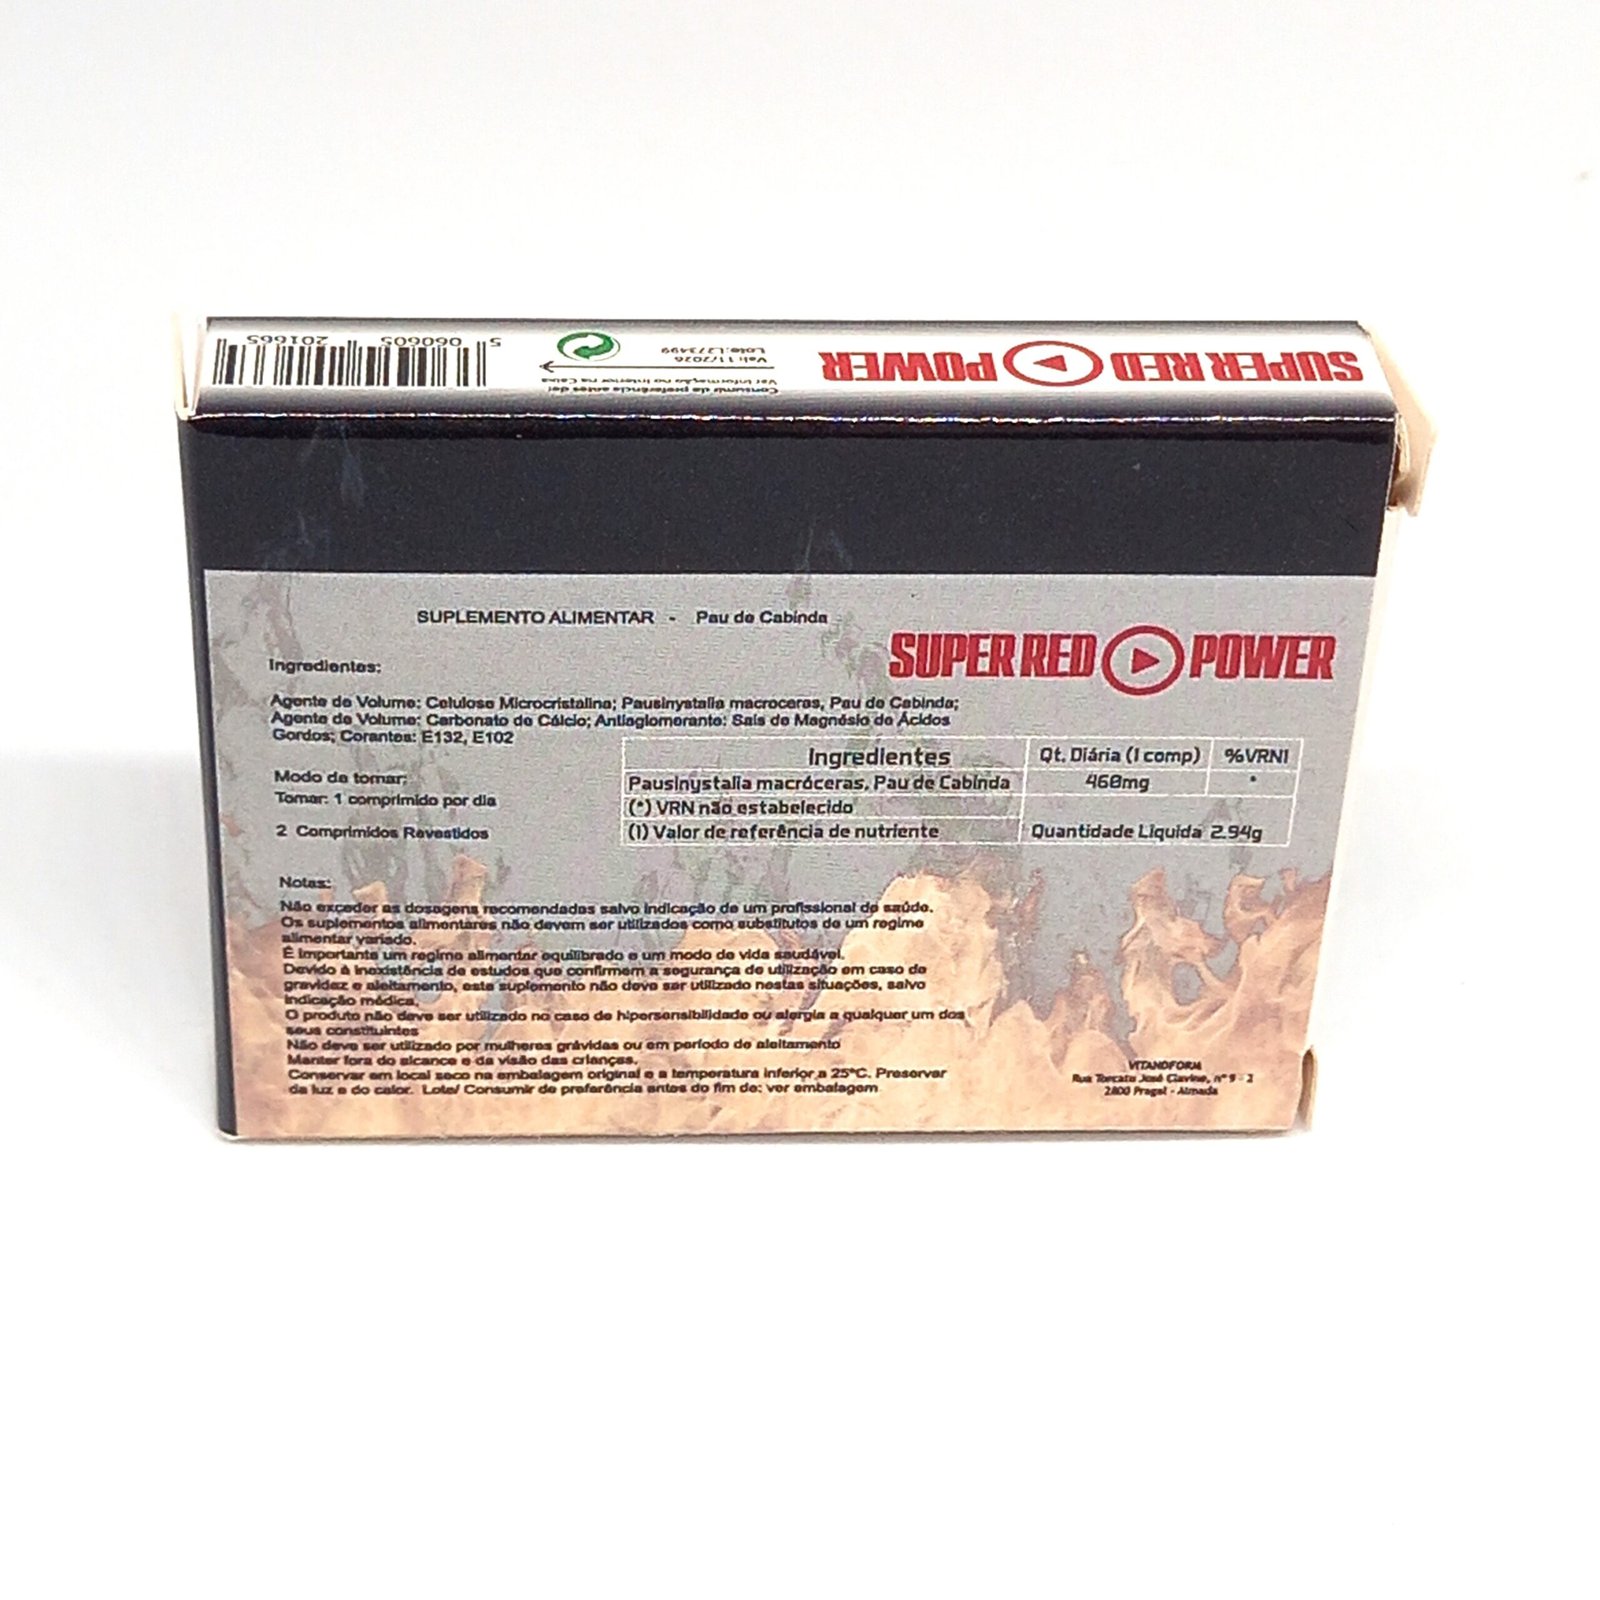 SUPER RED POWER
Consumir de preferência antes de:
Ver Informação no Interior na Caixa
Val: 11/2026
Lote: L273499
5 060605 201665
SUPLEMENTO ALIMENTAR - Pau de Cabinda
SUPER RED POWER
Ingredientes:
Agente de Volume: Celulose Microcristalina; Pausinystalia macroceras, Pau de Cabinda;
Agente de Volume: Carbonato de Cálcio; Antiaglomerante: Sais de Magnésio de Ácidos
Gordos; Corantes: E132, E102
Ingredientes Qt. Diária (1 comp) %VRN1
Pausinystalia macróceras, Pau de Cabinda 460mg *
(*) VRN não estabelecido
(1) Valor de referência de nutriente Quantidade Liquida 2.94g
Modo de tomar:
Tomar: 1 comprimido por dia
2 Comprimidos Revestidos
Notas:
Não exceder as dosagens recomendadas salvo indicação de um profissional de saúde.
Os suplementos alimentares não devem ser utilizados como substitutos de um regime
alimentar variado.
É importante um regime alimentar equilibrado e um modo de vida saudável.
Devido à inexistência de estudos que confirmem a segurança de utilização em caso de
gravidez e aleitamento, este suplemento não deve ser utilizado nestas situações, salvo
indicação médica.
O produto não deve ser utilizado no caso de hipersensibilidade ou alergia a qualquer um dos
seus constituintes
Não deve ser utilizado por mulheres grávidas ou em período de aleitamento
Manter fora do alcance e da visão das crianças.
Conservar em local seco na embalagem original e a temperatura inferior a 25°C. Preservar
da luz e do calor. Lote/ Consumir de preferência antes do fim de: ver embalagem
VITANDFORM
Rua Torcato José Clavine, nº 9 - 2
2800 Pragal - Almada